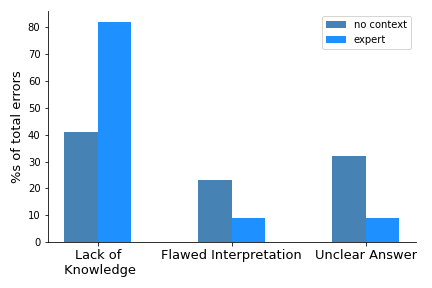 no context
expert
%s of total errors
80
70
60
50
40
30
20
10
0
Lack of
Knowledge
Flawed Interpretation
Unclear Answer